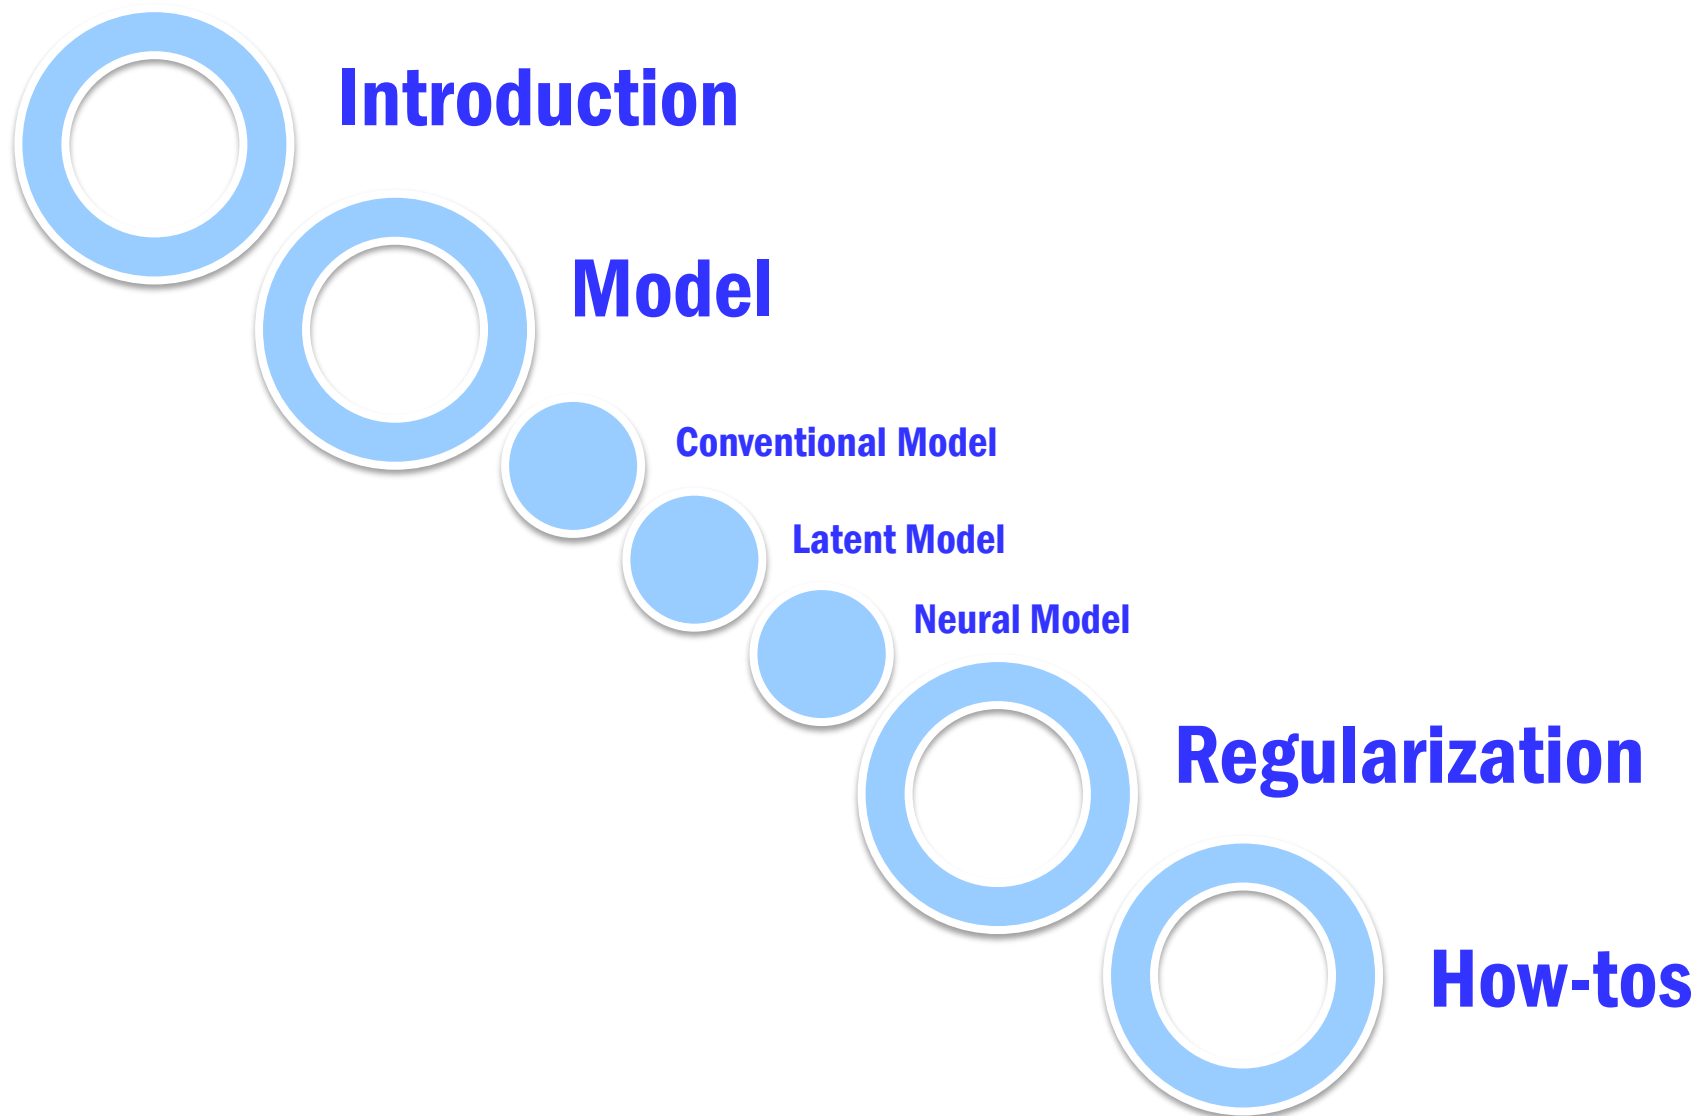 Introduction
Model
Conventional Model
Latent Model
Neural Model
Regularization
How-tos